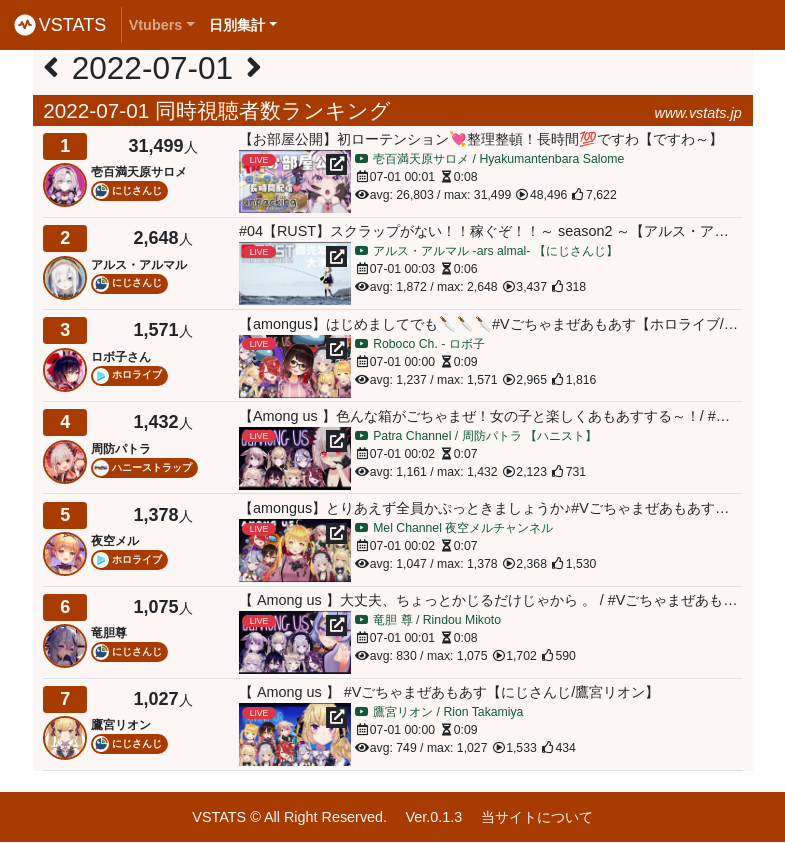 VSTATS Vtubers 日別集計
2022-07-01
2022-07-01 同時視聴者数ランキング www.vstats.jp
1 31,499人
壱百満天原サロメ
にじさんじ
【お部屋公開】初ローテンション💘整理整頓！長時間💯ですわ【ですわ～】
LIVE
壱百満天原サロメ / Hyakumantenbara Salome
07-01 00:01 0:08
avg: 26,803 / max: 31,499 48,496 7,622
2 2,648人
アルス・アルマル
にじさんじ
#04【RUST】スクラップがない！！稼ぐぞ！！～ season2 ～【アルス・ア…
LIVE
アルス・アルマル -ars almal- 【にじさんじ】
07-01 00:03 0:06
avg: 1,872 / max: 2,648 3,437 318
3 1,571人
ロボ子さん
ホロライブ
【amongus】はじめましてでも🔪🔪🔪#Vごちゃまぜあもあす【ホロライブ/…
LIVE
Roboco Ch. - ロボ子
07-01 00:00 0:09
avg: 1,237 / max: 1,571 2,965 1,816
4 1,432人
周防パトラ
ハニーストラップ
【Among us 】色んな箱がごちゃまぜ！女の子と楽しくあもあすする～！/ #…
LIVE
AMONG US
Patra Channel / 周防パトラ 【ハニスト】
07-01 00:02 0:07
avg: 1,161 / max: 1,432 2,123 731
5 1,378人
夜空メル
ホロライブ
【amongus】とりあえず全員かぷっときましょうか♪#Vごちゃまぜあもあす…
LIVE
AMONG US
Mel Channel 夜空メルチャンネル
07-01 00:02 0:07
avg: 1,047 / max: 1,378 2,368 1,530
6 1,075人
竜胆尊
にじさんじ
【 Among us 】大丈夫、ちょっとかじるだけじゃから 。 / #Vごちゃまぜあも…
LIVE
AMONG US
竜胆 尊 / Rindou Mikoto
07-01 00:01 0:08
avg: 830 / max: 1,075 1,702 590
7 1,027人
鷹宮リオン
にじさんじ
【 Among us 】 #Vごちゃまぜあもあす【にじさんじ/鷹宮リオン】
LIVE
鷹宮リオン / Rion Takamiya
07-01 00:00 0:09
avg: 749 / max: 1,027 1,533 434
VSTATS © All Right Reserved. Ver.0.1.3 当サイトについて